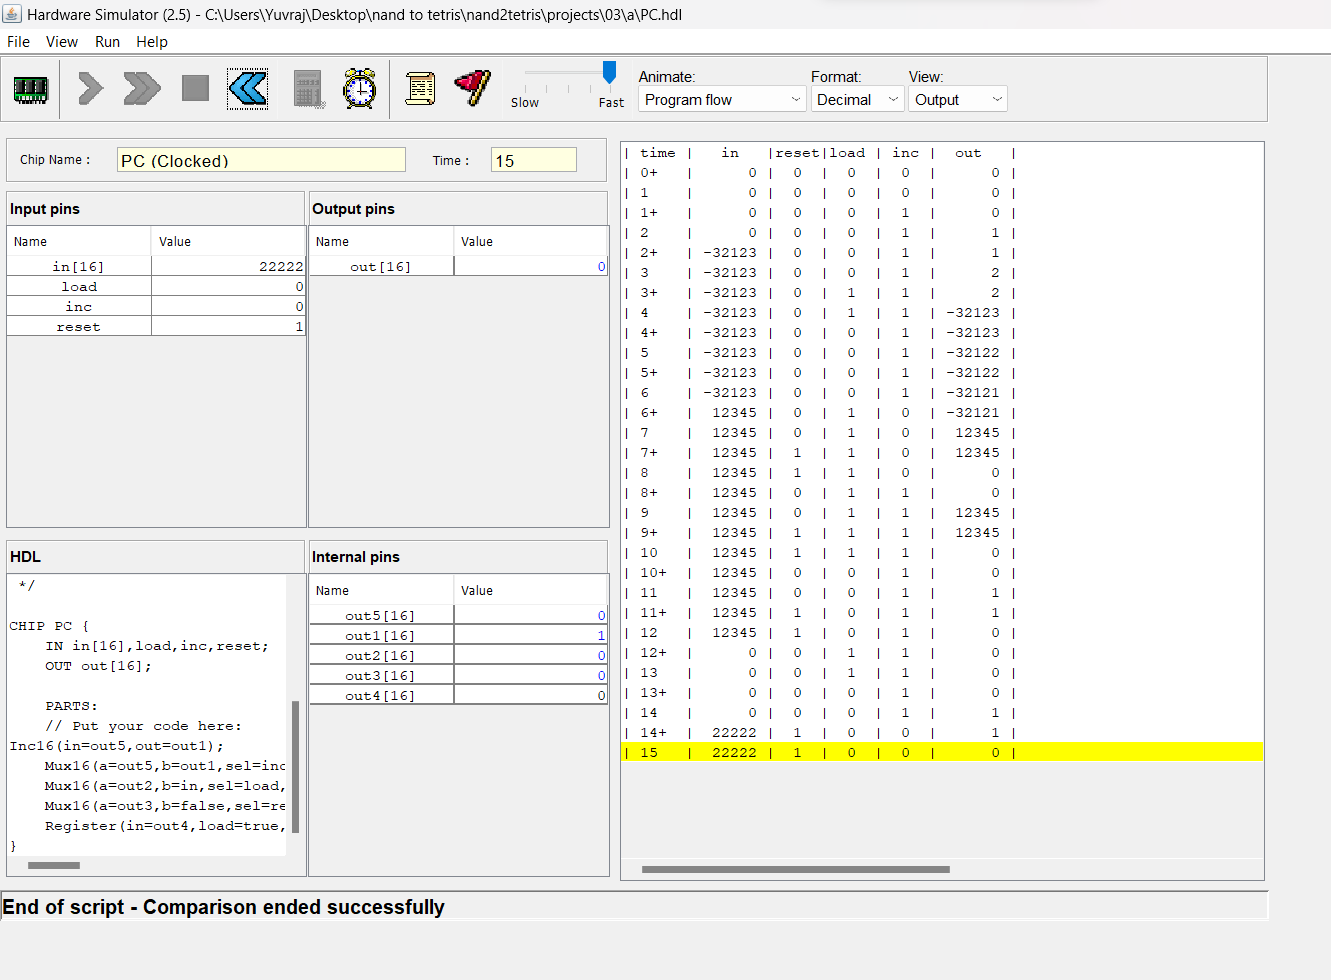 Hardware Simulator (2.5) - C:\Users\Yuvraj\Desktop\nand to tetris\nand2tetris\projects\03\a\PC.hdl
File View Run Help
Slow Fast
Animate: Format: View:
Program flow Decimal Output
Chip Name : PC (Clocked) Time : 15
Input pins
Name Value
in[16] 22222
load 0
inc 0
reset 1
Output pins
Name Value
out[16] 0
HDL
*/
CHIP PC {
IN in[16],load,inc,reset;
OUT out[16];
PARTS:
// Put your code here:
Inc16(in=out5,out=out1);
Mux16(a=out5,b=out1,sel=inc
Mux16(a=out2,b=in,sel=load,
Mux16(a=out3,b=false,sel=re
Register(in=out4,load=true,
}
Internal pins
Name Value
out5[16] 0
out1[16] 1
out2[16] 0
out3[16] 0
out4[16] 0
| time | in |reset|load | inc | out |
| 0+ | 0 | 0 | 0 | 0 | 0 |
| 1 | 0 | 0 | 0 | 0 | 0 |
| 1+ | 0 | 0 | 0 | 1 | 0 |
| 2 | 0 | 0 | 0 | 1 | 1 |
| 2+ | -32123 | 0 | 0 | 1 | 1 |
| 3 | -32123 | 0 | 0 | 1 | 2 |
| 3+ | -32123 | 0 | 1 | 1 | 2 |
| 4 | -32123 | 0 | 1 | 1 | -32123 |
| 4+ | -32123 | 0 | 0 | 1 | -32123 |
| 5 | -32123 | 0 | 0 | 1 | -32122 |
| 5+ | -32123 | 0 | 0 | 1 | -32122 |
| 6 | -32123 | 0 | 0 | 1 | -32121 |
| 6+ | 12345 | 0 | 1 | 0 | -32121 |
| 7 | 12345 | 0 | 1 | 0 | 12345 |
| 7+ | 12345 | 1 | 1 | 0 | 12345 |
| 8 | 12345 | 1 | 1 | 0 | 0 |
| 8+ | 12345 | 0 | 1 | 1 | 0 |
| 9 | 12345 | 0 | 1 | 1 | 12345 |
| 9+ | 12345 | 1 | 1 | 1 | 12345 |
| 10 | 12345 | 1 | 1 | 1 | 0 |
| 10+ | 12345 | 0 | 0 | 1 | 0 |
| 11 | 12345 | 0 | 0 | 1 | 1 |
| 11+ | 12345 | 1 | 0 | 1 | 1 |
| 12 | 12345 | 1 | 0 | 1 | 0 |
| 12+ | 0 | 0 | 1 | 1 | 0 |
| 13 | 0 | 0 | 1 | 1 | 0 |
| 13+ | 0 | 0 | 0 | 1 | 0 |
| 14 | 0 | 0 | 0 | 1 | 1 |
| 14+ | 22222 | 1 | 0 | 0 | 1 |
| 15 | 22222 | 1 | 0 | 0 | 0 |
End of script - Comparison ended successfully